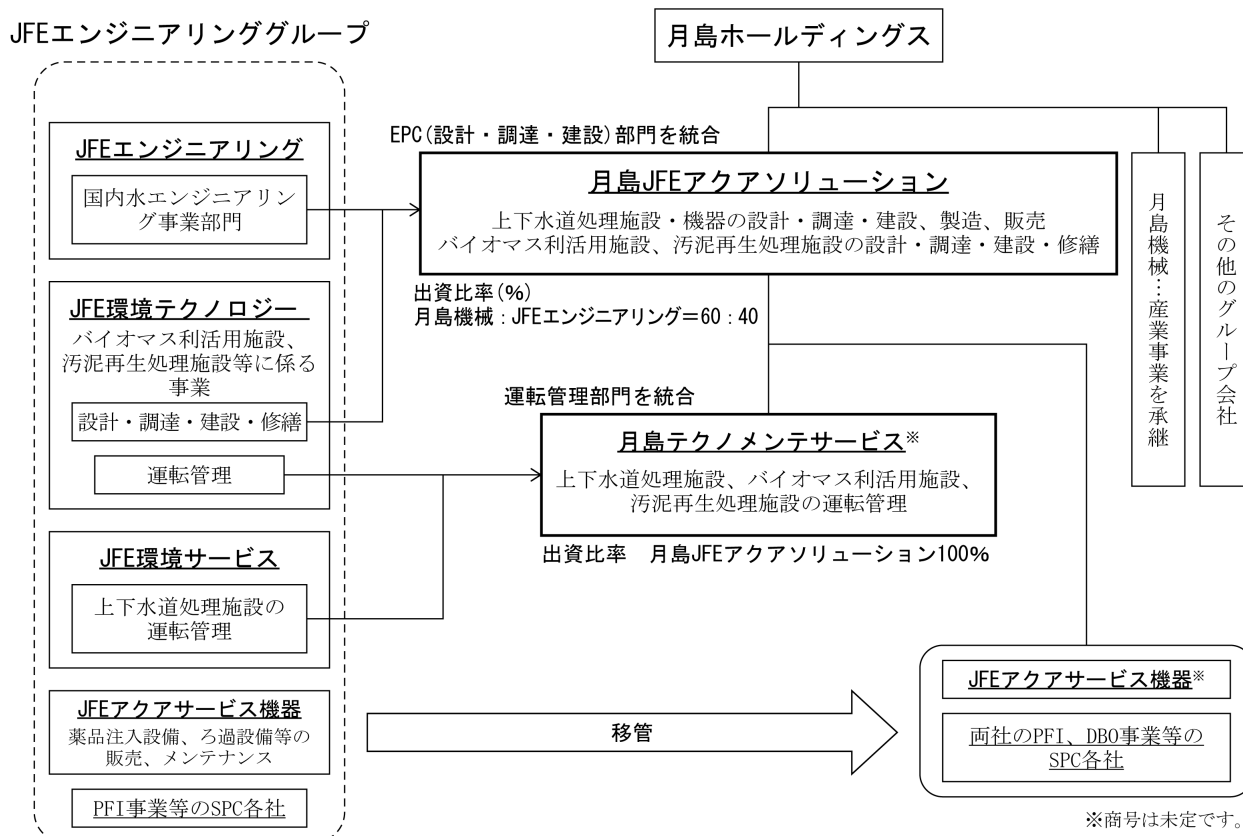 JFEエンジニアリンググループ
JFEエンジニアリング
国内水エンジニアリン
グ事業部門
JFE環境テクノロジー
バイオマス利活用施設、
汚泥再生処理施設等に係る
事業
設計・調達・建設・修繕
運転管理
JFE環境サービス
上下水道処理施設の
運転管理
JFEアクアサービス機器
薬品注入設備、ろ過設備等の
販売、メンテナンス
PFI事業等のSPC各社
月島ホールディングス
EPC(設計・調達・建設)部門を統合
月島JFEアクアソリューション
上下水道処理施設・機器の設計・調達・建設、製造、販売
バイオマス利活用施設、汚泥再生処理施設の設計・調達・建設・修繕
出資比率(%)
月島機械：JFEエンジニアリング＝60：40
運転管理部門を統合
月島テクノメンテサービス※
上下水道処理施設、バイオマス利活用施設、
汚泥再生処理施設の運転管理
出資比率　月島JFEアクアソリューション100%
月島機械…産業事業を承継
その他のグループ会社
移管
JFEアクアサービス機器※
両社のPFI、DBO事業等の
SPC各社
※商号は未定です。